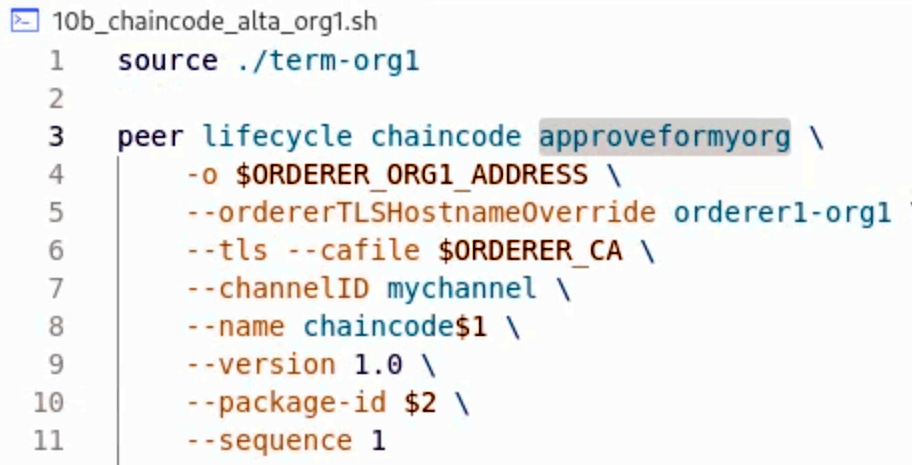 10b_chaincode_alta_org1.sh
1 source ./term-org1
2
3 peer lifecycle chaincode approveformyorg \
4 -o $ORDERER_ORG1_ADDRESS \
5 --ordererTLSHostnameOverride orderer1-org1 \
6 --tls --cafile $ORDERER_CA \
7 --channelID mychannel \
8 --name chaincode$1 \
9 --version 1.0 \
10 --package-id $2 \
11 --sequence 1